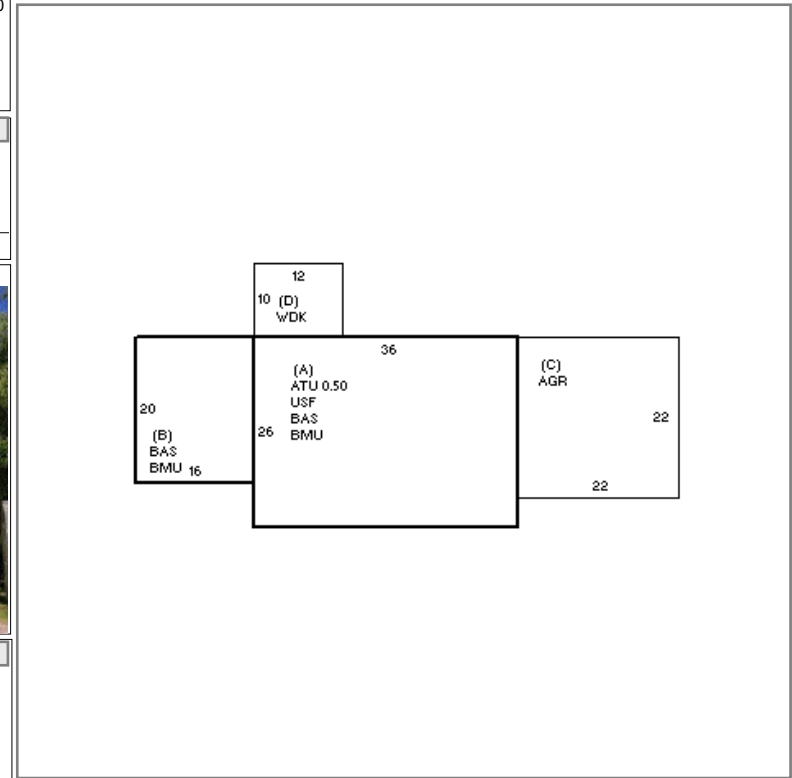 12
10 (D)
WDK
36
(A)
ATU 0.50
USF
BAS
BMU
26
(C)
AGR
22
22
20
(B)
BAS
BMU 16